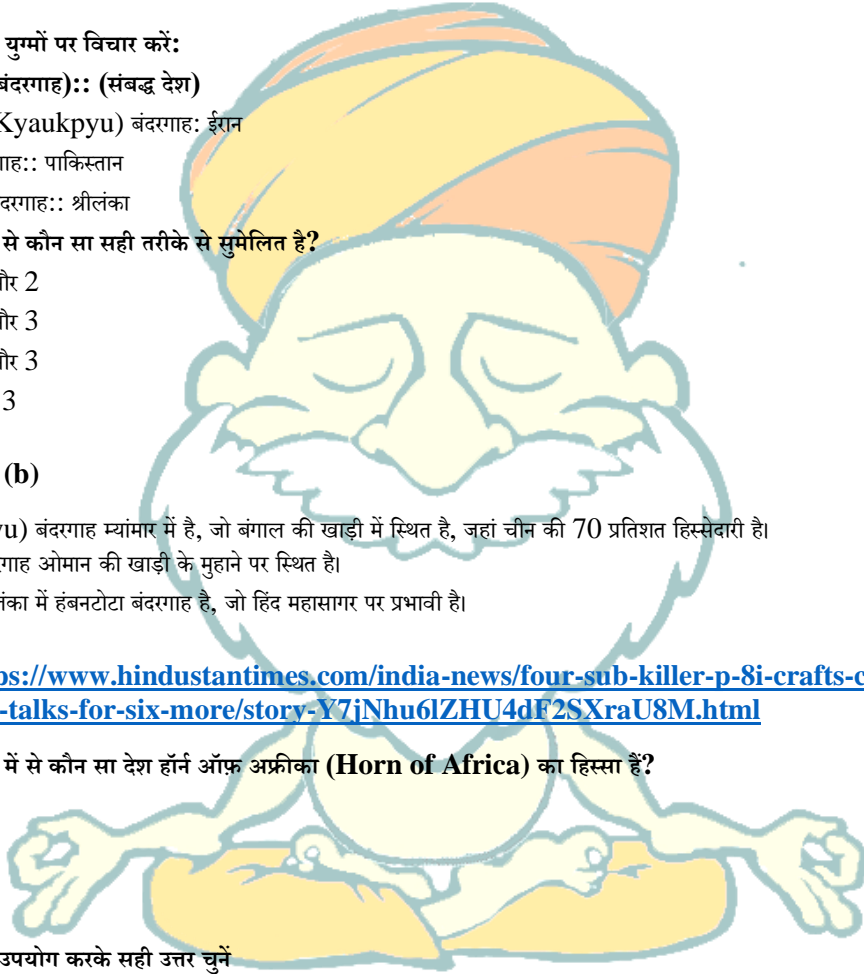 युग्मों पर विचार करें:
बंदरगाह):: (संबद्ध देश)
Kyaukpyu) बंदरगाह: ईरान
गाह:: पाकिस्तान
दरगाह:: श्रीलंका
से कौन सा सही तरीके से सुमेलित है?
और 2
और 3
और 3
3
(b)
yu) बंदरगाह म्यांमार में है, जो बंगाल की खाड़ी में स्थित है, जहां चीन की 70 प्रतिशत हिस्सेदारी है।
रगाह ओमान की खाड़ी के मुहाने पर स्थित है।
लंका में हंबनटोटा बंदरगाह है, जो हिंद महासागर पर प्रभावी है।
ps://www.hindustantimes.com/india-news/four-sub-killer-p-8i-crafts-c
-talks-for-six-more/story-Y7jNhu6lZHU4dF2SXraU8M.html
में से कौन सा देश हॉर्न ऑफ़ अफ्रीका (Horn of Africa) का हिस्सा हैं?
उपयोग करके सही उत्तर चुनें